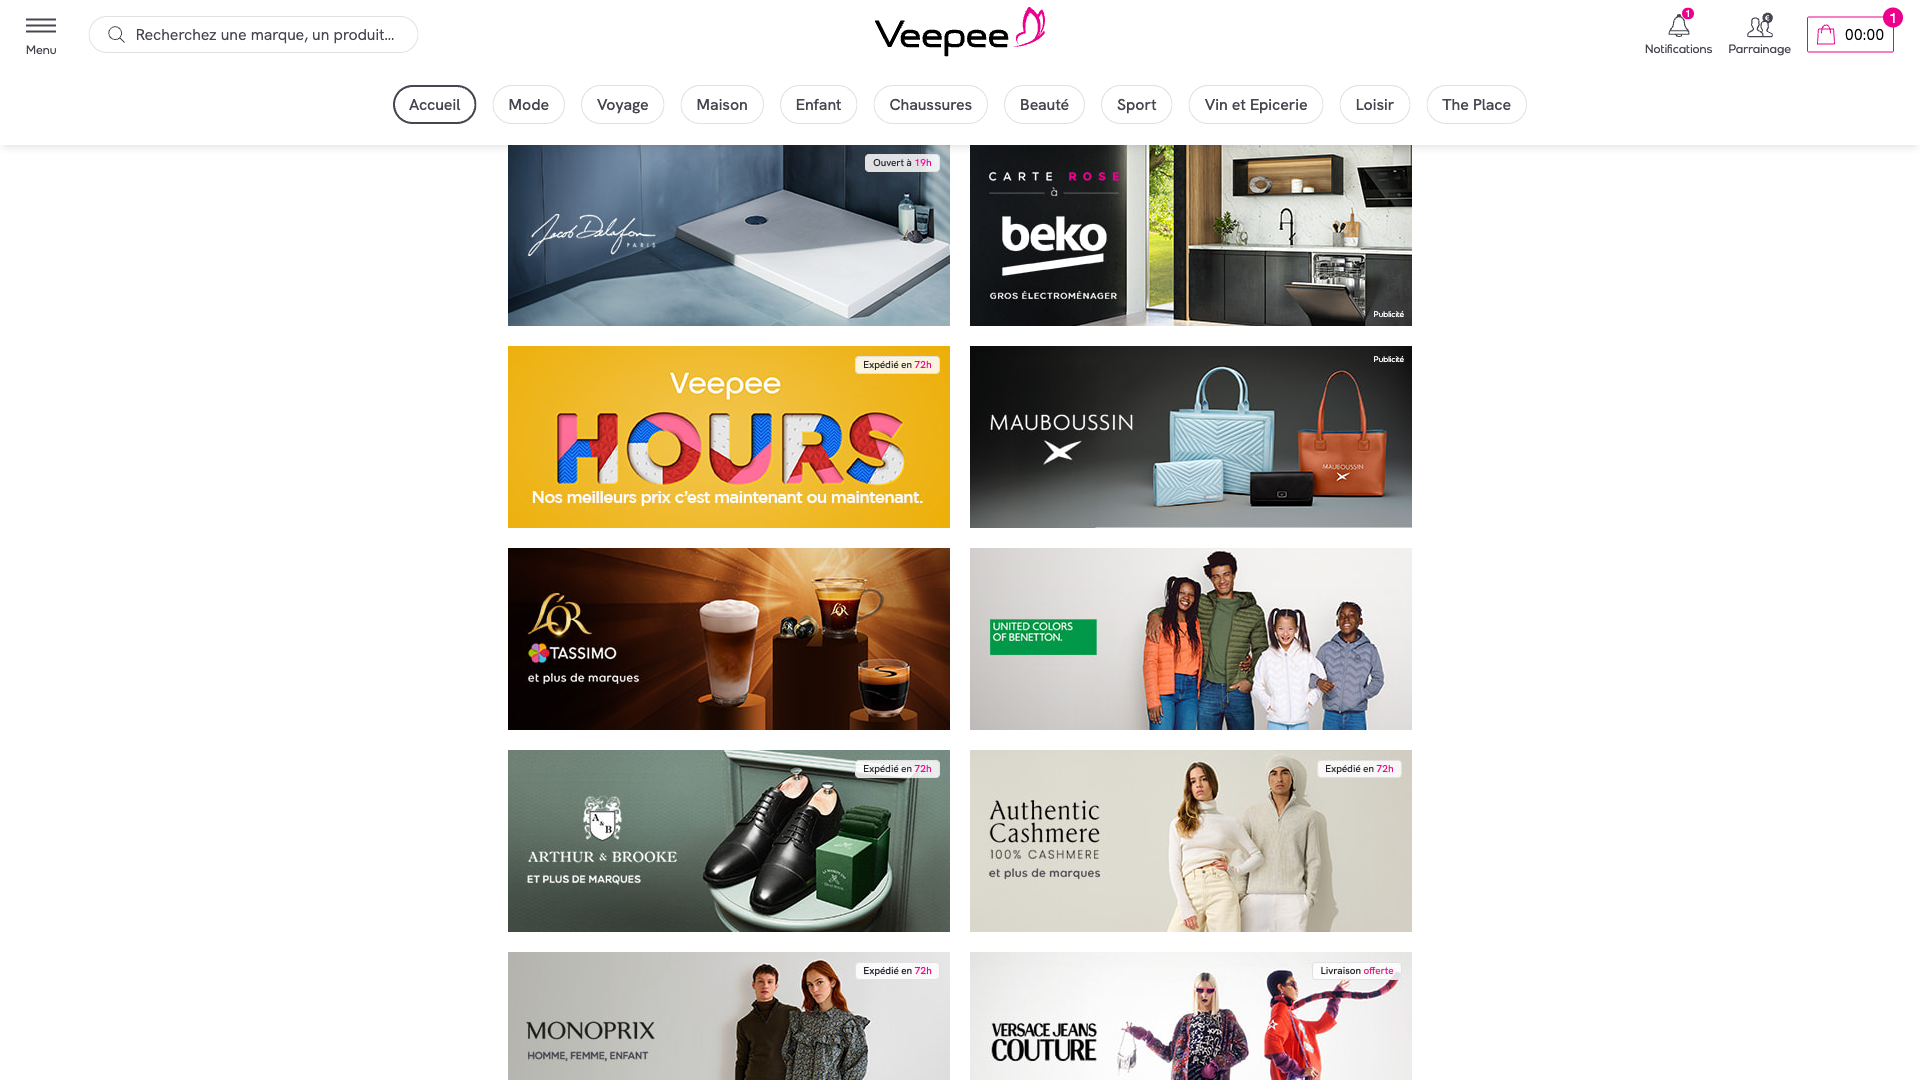 Menu
Recherchez une marque, un produit...
Veepee
1
Notifications
€
Parrainage
00:00
1
Accueil
Mode
Voyage
Maison
Enfant
Chaussures
Beauté
Sport
Vin et Epicerie
Loisir
The Place
Ouvert à 19h
Jacob Delafon
PARIS
CARTE ROSE
à
beko
GROS ÉLECTROMÉNAGER
Publicité
Expédié en 72h
Veepee
HOURS
Nos meilleurs prix c'est maintenant ou maintenant.
Publicité
MAUBOUSSIN
MAUBOUSSIN
L'OR
TASSIMO
et plus de marques
L'OR
UNITED COLORS
OF BENETTON.
Expédié en 72h
A & B
ARTHUR & BROOKE
ET PLUS DE MARQUES
Expédié en 72h
Authentic
Cashmere
100% CASHMERE
et plus de marques
Expédié en 72h
MONOPRIX
HOMME, FEMME, ENFANT
Livraison offerte
VERSACE JEANS
COUTURE